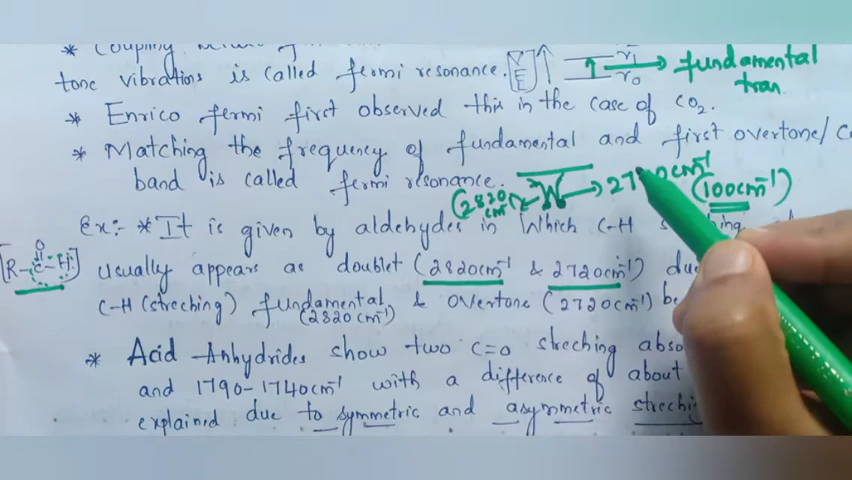 tone vibrations is called fermi resonance. V E r1 r0 → fundamental tran.
* Enrico fermi first observed this in the case of CO2.
* Matching the frequency of fundamental and first overtone/
band is called fermi resonance. (2820 cm-1) (100cm-1)
Ex:- * It is given by aldehydes in which C-H
[R-C-H] O usually appears as doublet (2820cm-1 & 2720cm-1)
C-H (streching) fundamental & overtone (2720cm-1)
(2820cm-1)
* Acid Anhydrides show two C=O streching
and 1790-1740cm-1 with a difference of about
explained due to symmetric and asymmetric